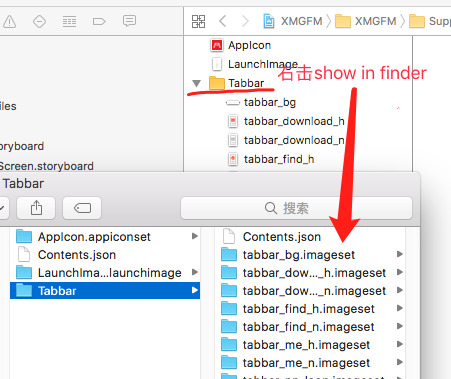 XMGFM
XMGFM
Supp
AppIcon
LaunchImage
Tabbar
右击show in finder
tabbar_bg
files
tabbar_download_h
tabbar_download_n
oryboard
tabbar_find_h
Screen.storyboard
Tabbar
搜索
AppIcon.appiconset
Contents.json
LaunchIma...launchimage
Tabbar
Contents.json
tabbar_bg.imageset
tabbar_dow..._h.imageset
tabbar_dow..._n.imageset
tabbar_find_h.imageset
tabbar_find_n.imageset
tabbar_me_h.imageset
tabbar_me_n.imageset